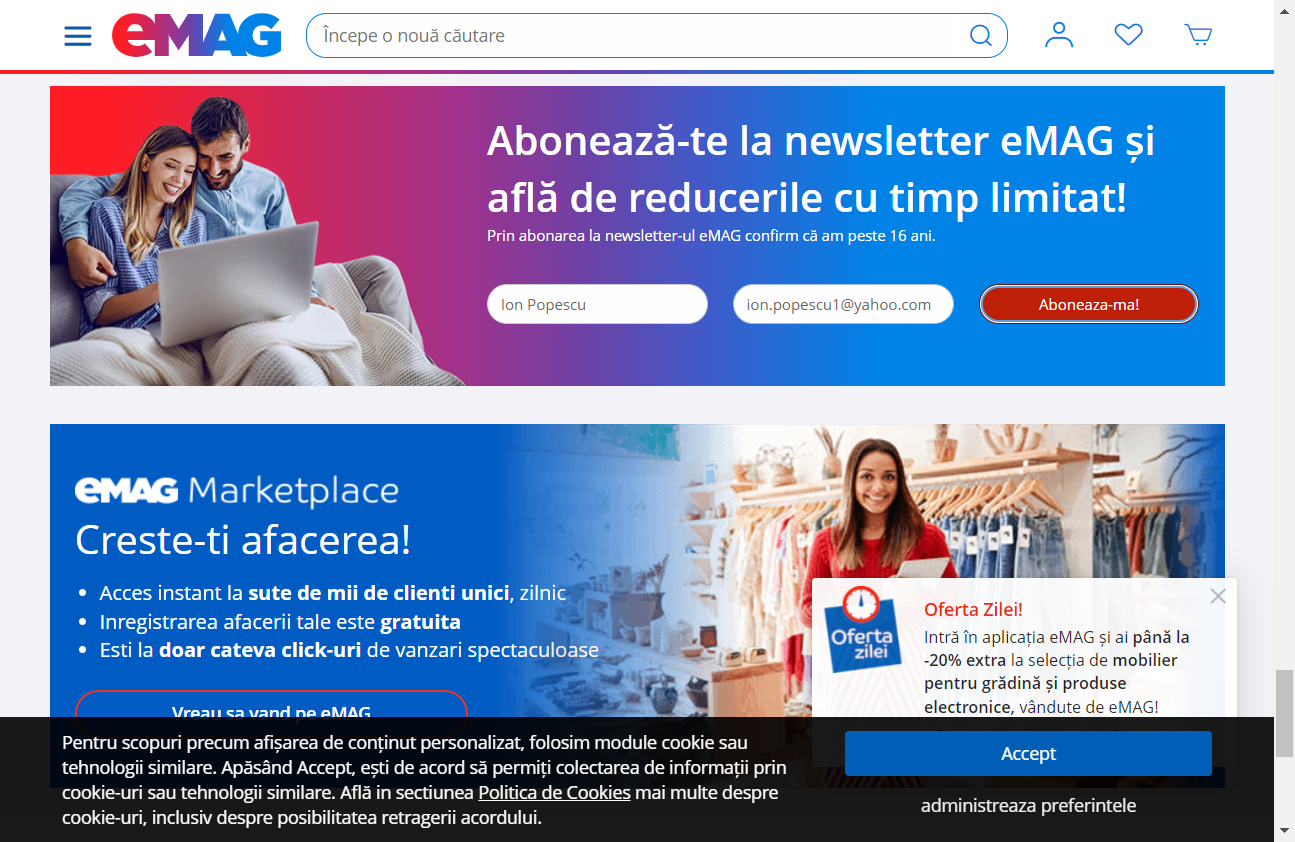 eMAG
Începe o nouă căutare
Abonează-te la newsletter eMAG și
află de reducerile cu timp limitat!
Prin abonarea la newsletter-ul eMAG confirm că am peste 16 ani.
Ion Popescu
ion.popescu1@yahoo.com
Aboneaza-ma!
eMAG Marketplace
Creste-ti afacerea!
Acces instant la sute de mii de clienti unici, zilnic
Inregistrarea afacerii tale este gratuita
Esti la doar cateva click-uri de vanzari spectaculoase
Vreau sa vand pe eMAG
Oferta
zilei
Oferta Zilei!
Intră în aplicația eMAG și ai până la
-20% extra la selecția de mobilier
pentru grădină și produse
electronice, vândute de eMAG!
Pentru scopuri precum afișarea de conținut personalizat, folosim module cookie sau
tehnologii similare. Apăsând Accept, ești de acord să permiți colectarea de informații prin
cookie-uri sau tehnologii similare. Află in sectiunea Politica de Cookies mai multe despre
cookie-uri, inclusiv despre posibilitatea retragerii acordului.
Accept
administreaza preferintele